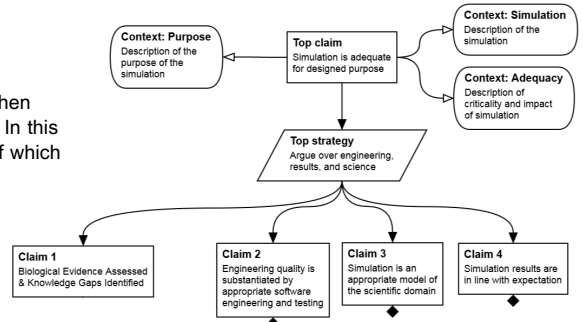 Context: Purpose
Description of the
purpose of the
simulation
Top claim
Simulation is adequate
for designed purpose
Context: Simulation
Description of the
simulation
Context: Adequacy
Description of
criticality and impact
of simulation
hen
In this
f which
Top strategy
Argue over engineering,
results, and science
Claim 1
Biological Evidence Assessed
& Knowledge Gaps Identified
Claim 2
Engineering quality is
substantiated by
appropriate software
engineering and testing
Claim 3
Simulation is an
appropriate model of
the scientific domain
Claim 4
Simulation results are
in line with expectation